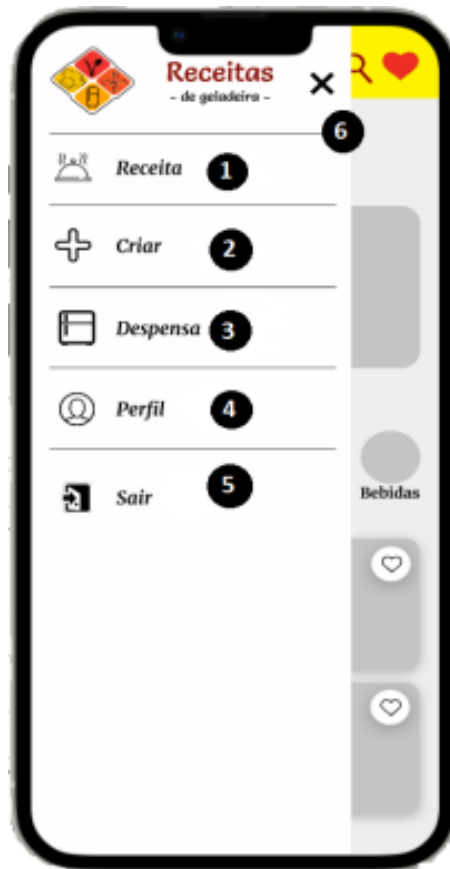 Receitas
- de geladeira -
6
Receita 1
Criar 2
Despensa 3
Perfil 4
Sair 5
Bebidas